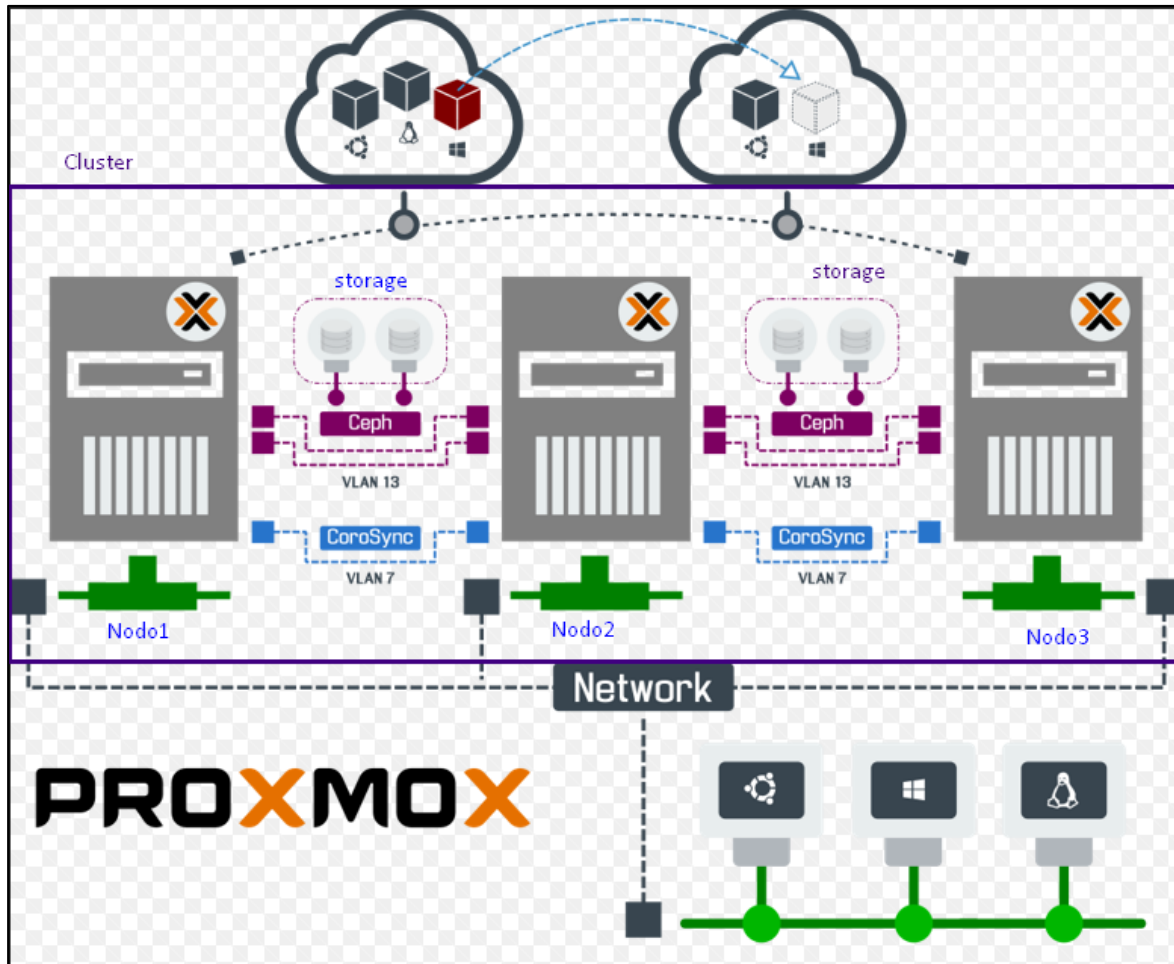 Cluster
storage
storage
Ceph
Ceph
VLAN 13
VLAN 13
CoroSync
CoroSync
VLAN 7
VLAN 7
Nodo1
Nodo2
Nodo3
Network
PROXMOX